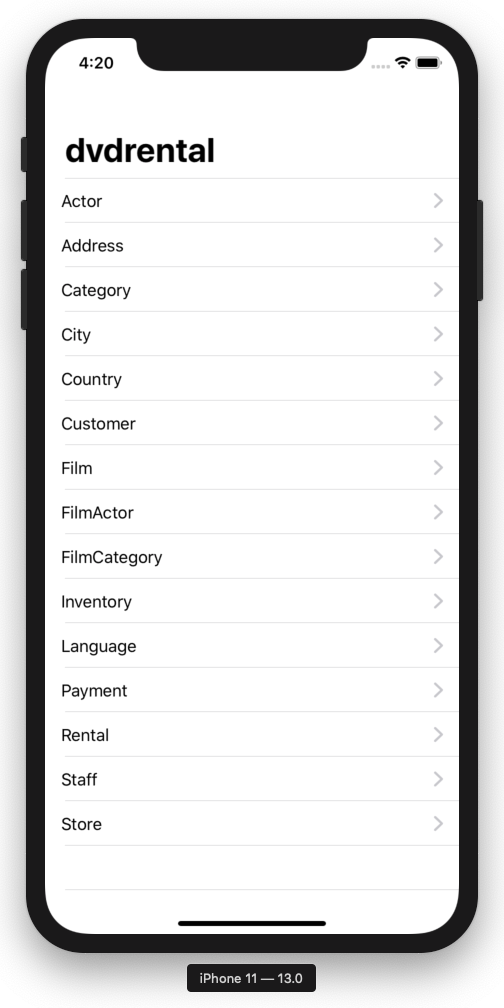 4:20
dvdrental
Actor
Address
Category
City
Country
Customer
Film
FilmActor
FilmCategory
Inventory
Language
Payment
Rental
Staff
Store
iPhone 11 — 13.0